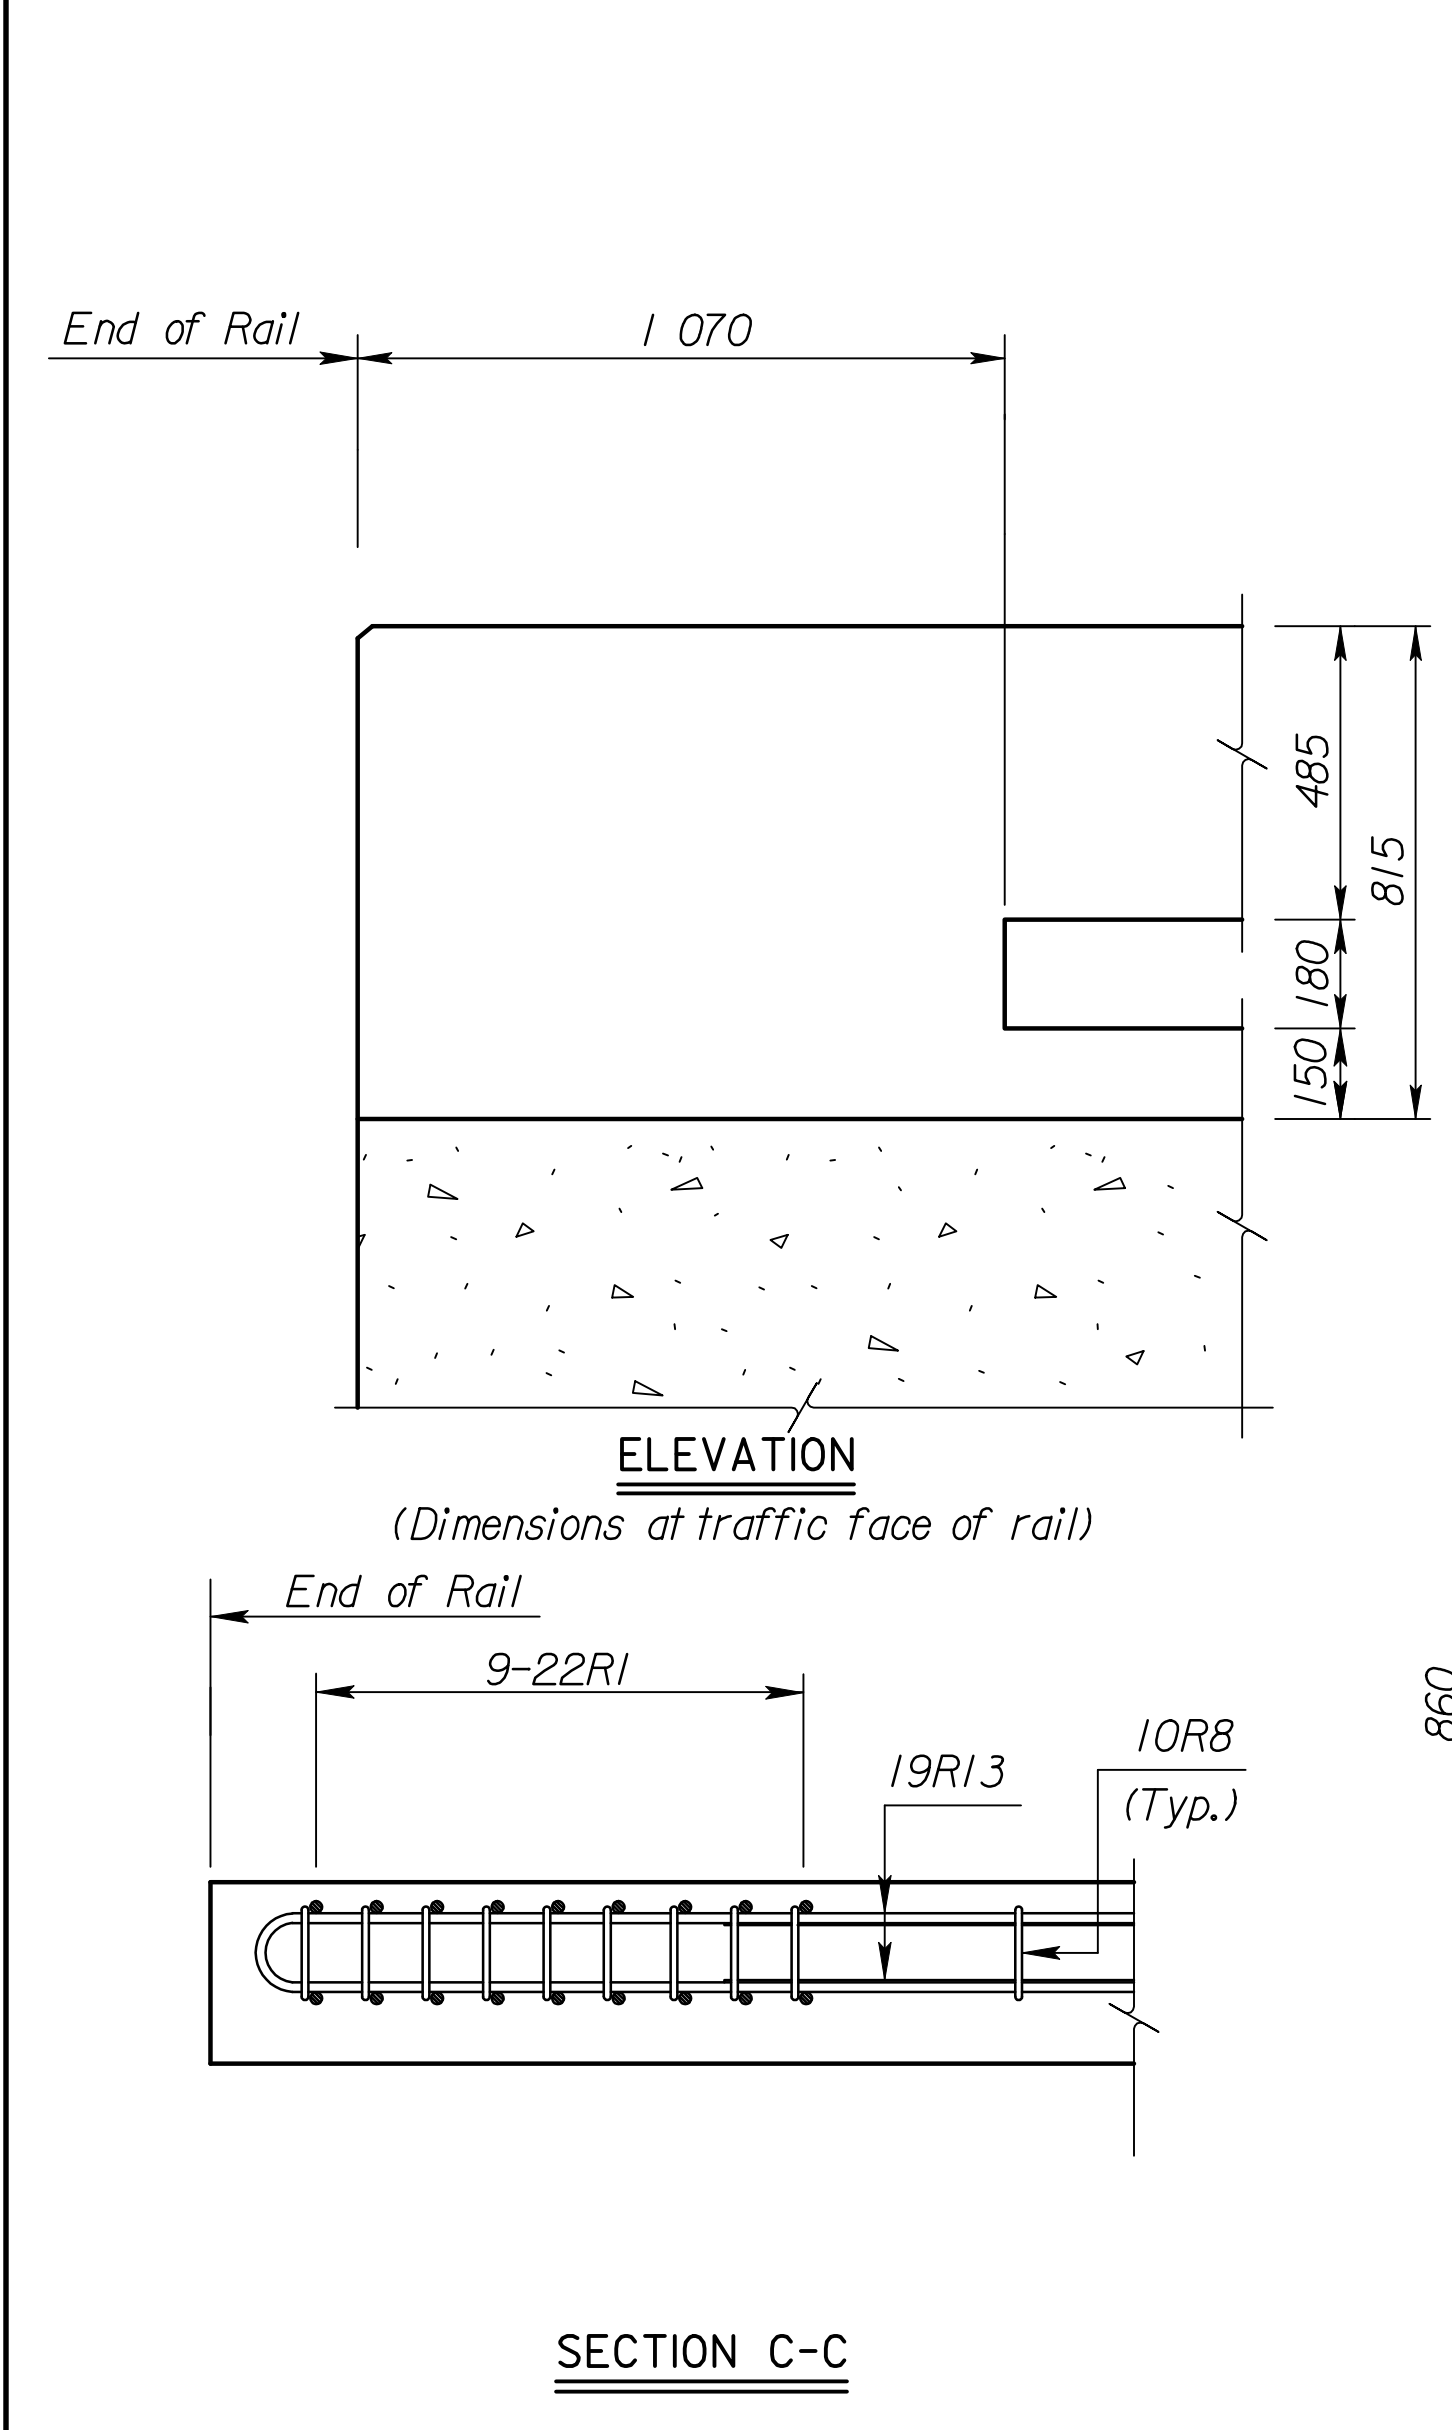 End of Rail
1 070
485
815
180
150
ELEVATION
(Dimensions at traffic face of rail)
End of Rail
9-22R1
860
10R8
19R13
(Typ.)
SECTION C-C